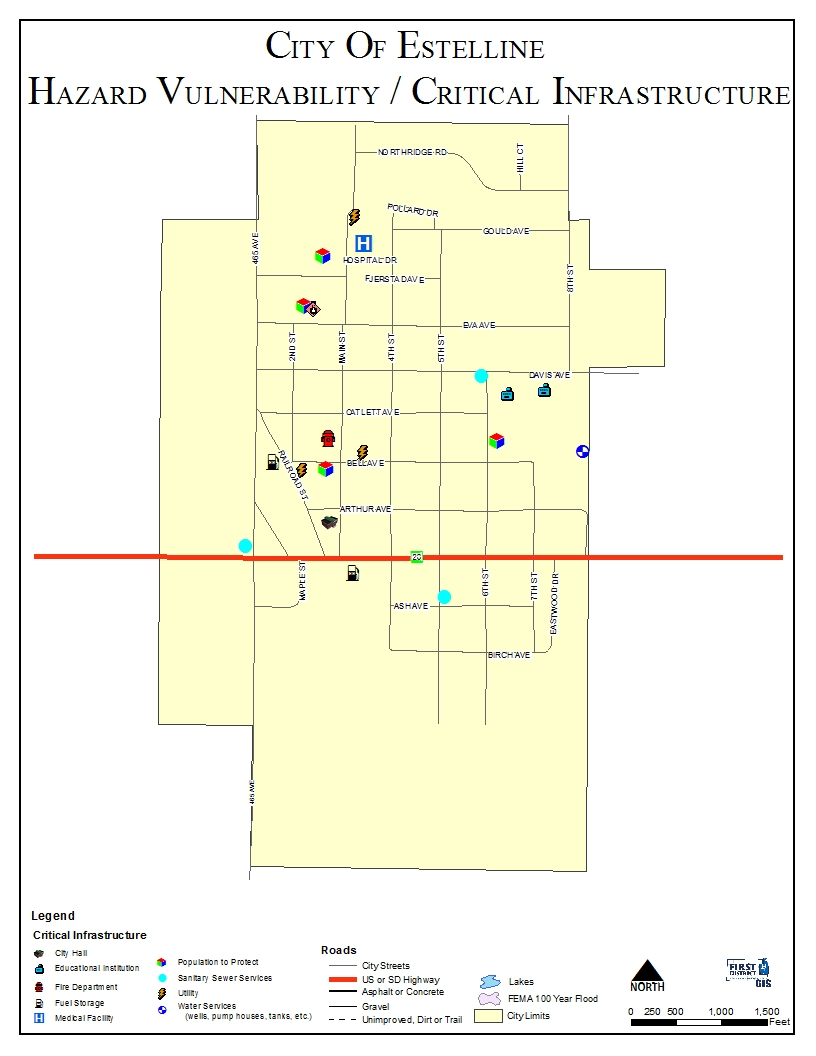 CITY OF ESTELLINE
HAZARD VULNERABILITY / CRITICAL INFRASTRUCTURE
NORTHRIDGE RD
HILL CT
POLLARD DR
GOULD AVE
465 AVE
H
HOSPITAL DR
8TH ST
FJERSTAD AVE
EVA AVE
2ND ST
MAIN ST
4TH ST
5TH ST
DAVIS AVE
CATLETT AVE
RAILROAD ST
BELL AVE
ARTHUR AVE
28
MAPLE ST
6TH ST
7TH ST
EASTWOOD DR
ASH AVE
BIRCH AVE
465 AVE
Legend
Critical Infrastructure
City Hall
Educational Institution
Fire Department
Fuel Storage
H Medical Facility
Population to Protect
Sanitary Sewer Services
Utility
Water Services
(wells, pump houses, tanks, etc.)
Roads
City Streets
US or SD Highway
Asphalt or Concrete
Gravel
Unimproved, Dirt or Trail
Lakes
FEMA 100 Year Flood
City Limits
NORTH
FIRST
DISTRICT
GIS
0 250 500 1,000 1,500
Feet